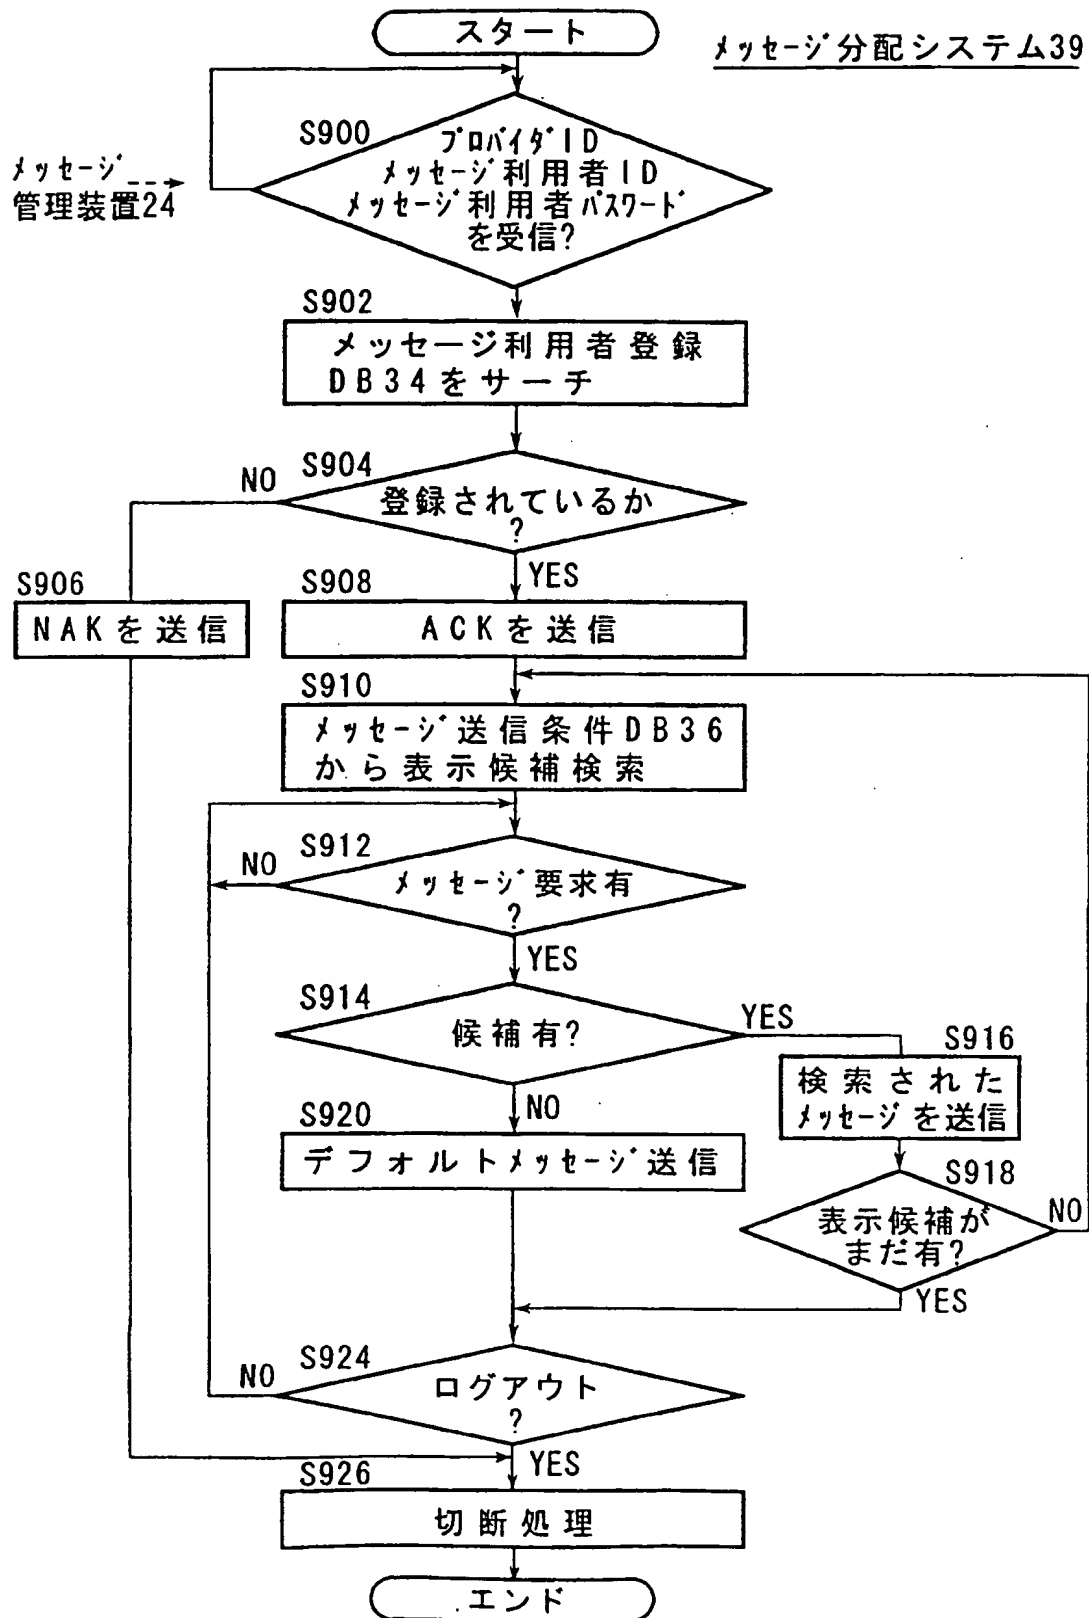 スタート
メッセージ分配システム39
S900
プロバイダID
メッセージ利用者ID
メッセージ利用者パスワード
を受信?
メッセージ
管理装置24
S902
メッセージ利用者登録
DB34をサーチ
S904
NO
登録されているか
?
YES
S906
NAKを送信
S908
ACKを送信
S910
メッセージ送信条件DB36
から表示候補検索
S912
NO
メッセージ要求有
?
YES
S914
候補有?
YES
S916
検索された
メッセージを送信
NO
S920
デフォルトメッセージ送信
S918
表示候補が
まだ有?
NO
YES
S924
NO
ログアウト
?
YES
S926
切断処理
エンド